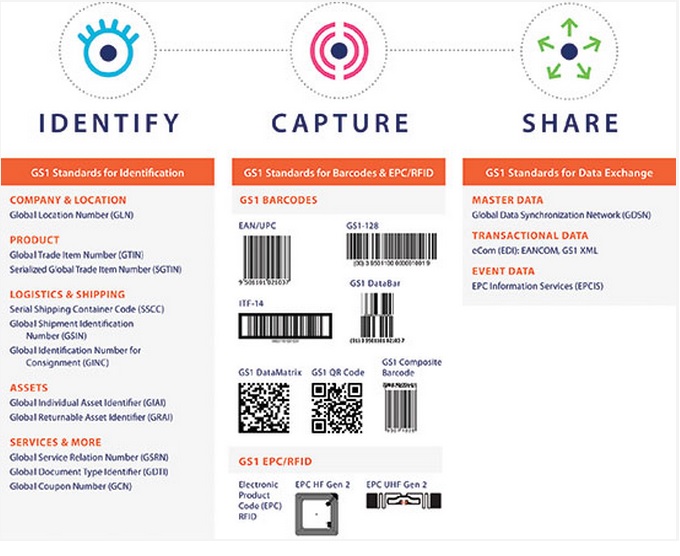 IDENTIFY
CAPTURE
SHARE
GS1 Standards for Identification
COMPANY & LOCATION
Global Location Number (GLN)
PRODUCT
Global Trade Item Number (GTIN)
Serialized Global Trade Item Number (SGTIN)
LOGISTICS & SHIPPING
Serial Shipping Container Code (SSCC)
Global Shipment Identification
Number (GSIN)
Global Identification Number for
Consignment (GINC)
ASSETS
Global Individual Asset Identifier (GIAI)
Global Returnable Asset Identifier (GRAI)
SERVICES & MORE
Global Service Relation Number (GSRN)
Global Document Type Identifier (GDTI)
Global Coupon Number (GCN)
GS1 Standards for Barcodes & EPC/RFID
GS1 BARCODES
EAN/UPC
GS1-128
GS1 DataBar
ITF-14
GS1 DataMatrix
GS1 QR Code
GS1 Composite
Barcode
GS1 EPC/RFID
Electronic
Product
Code (EPC)
RFID
EPC HF Gen 2
EPC UHF Gen 2
GS1 Standards for Data Exchange
MASTER DATA
Global Data Synchronization Network (GDSN)
TRANSACTIONAL DATA
eCom (EDI): EANCOM, GS1 XML
EVENT DATA
EPC Information Services (EPCIS)